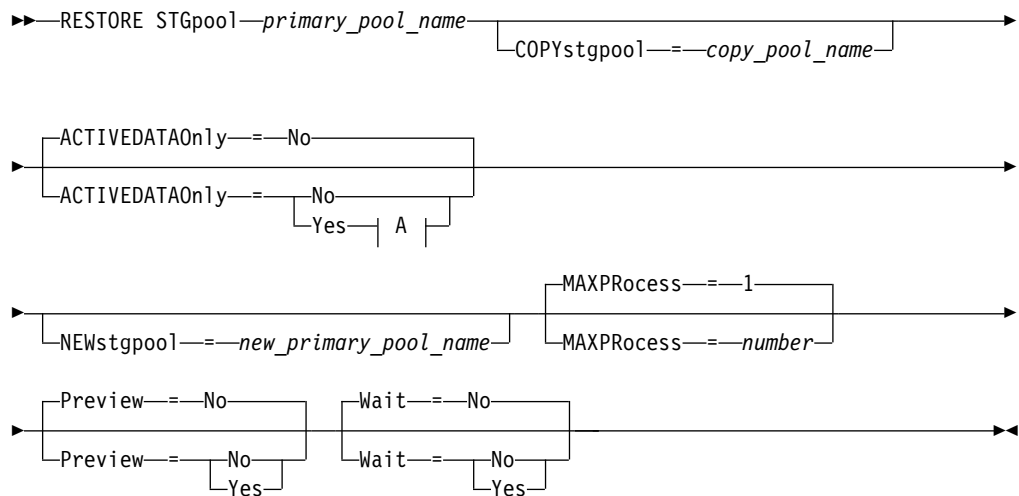 RESTORE STGpool primary_pool_name
COPYstgpool = copy_pool_name
ACTIVEDATAOnly = No
ACTIVEDATAOnly = No
Yes A
NEWstgpool = new_primary_pool_name
MAXPRocess = 1
MAXPRocess = number
Preview = No
Preview = No
Yes
Wait = No
Wait = No
Yes